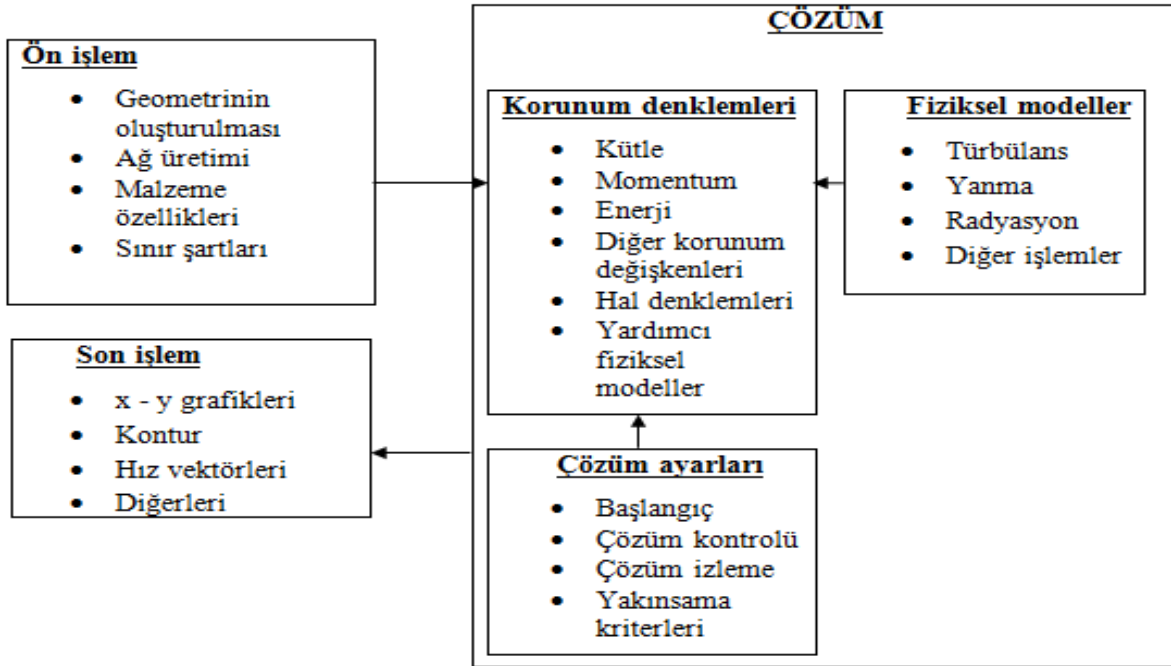 Ön işlem
• Geometrinin
oluşturulması
• Ağ üretimi
• Malzeme
özellikleri
• Sınır şartları
Son işlem
• x - y grafikleri
• Kontur
• Hız vektörleri
• Diğerleri
ÇÖZÜM
Korunum denklemleri
• Kütle
• Momentum
• Enerji
• Diğer korunum
değişkenleri
• Hal denklemleri
• Yardımcı
fiziksel
modeller
Fiziksel modeller
• Türbülans
• Yanma
• Radyasyon
• Diğer işlemler
Çözüm ayarları
• Başlangıç
• Çözüm kontrolü
• Çözüm izleme
• Yakınsama
kriterleri